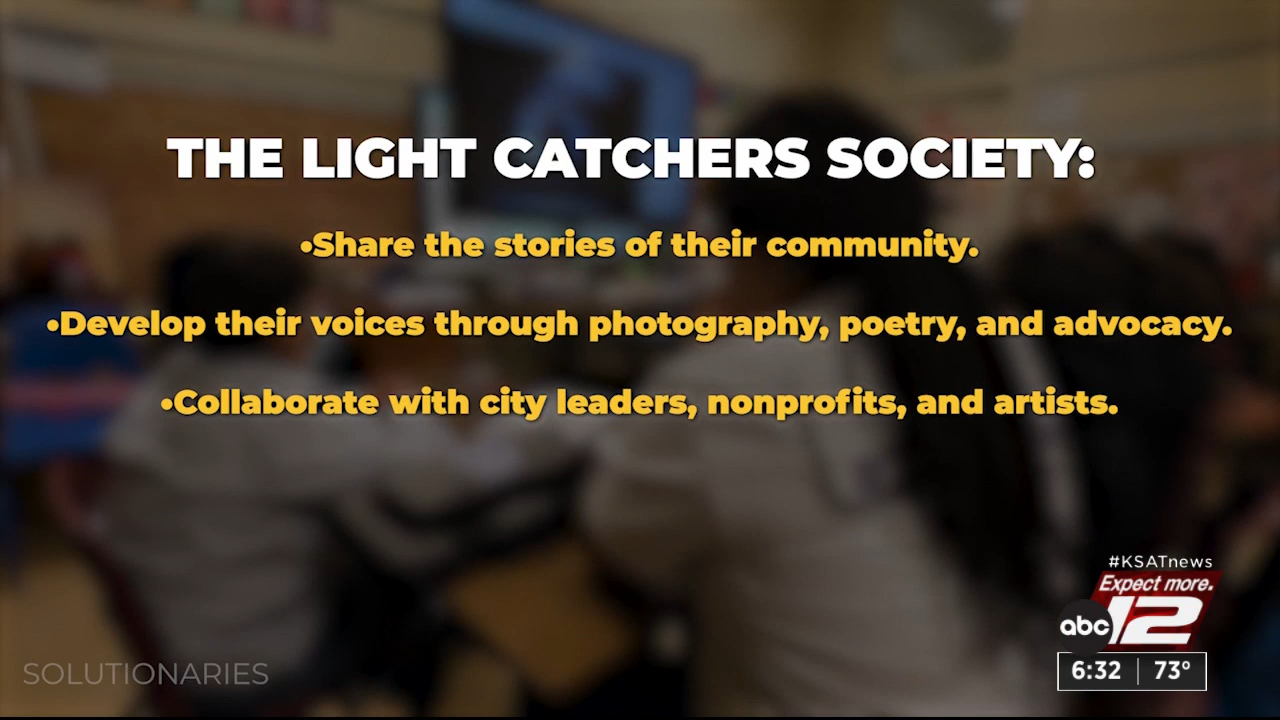 THE LIGHT CATCHERS SOCIETY:
•Share the stories of their community.
•Develop their voices through photography, poetry, and advocacy.
•Collaborate with city leaders, nonprofits, and artists.
#KSATnews
Expect more.
abc 12
SOLUTIONARIES
6:32 73°